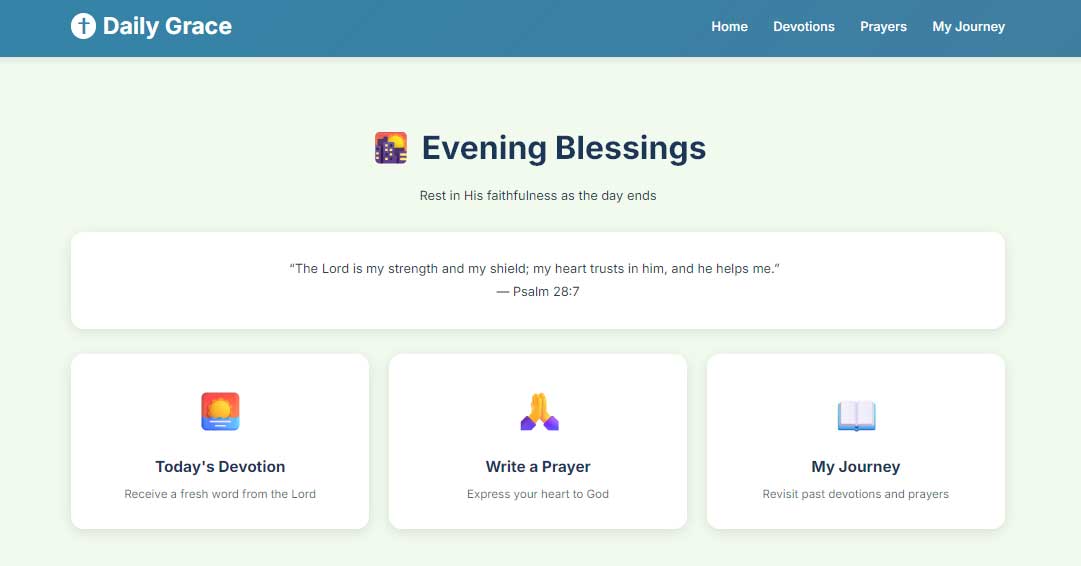 Daily Grace
Home Devotions Prayers My Journey
Evening Blessings
Rest in His faithfulness as the day ends
“The Lord is my strength and my shield; my heart trusts in him, and he helps me.”
— Psalm 28:7
Today's Devotion
Receive a fresh word from the Lord
Write a Prayer
Express your heart to God
My Journey
Revisit past devotions and prayers